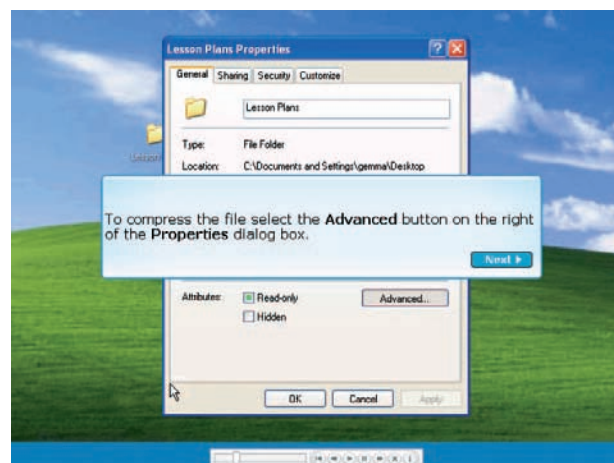 Lesson Plans Properties
General Sharing Security Customize
Lesson Plans
Type: File Folder
Location: C:\Documents and Settings\gemma\Desktop
To compress the file select the Advanced button on the right
of the Properties dialog box.
Next
Attributes: Read-only Advanced...
Hidden
OK Cancel Apply